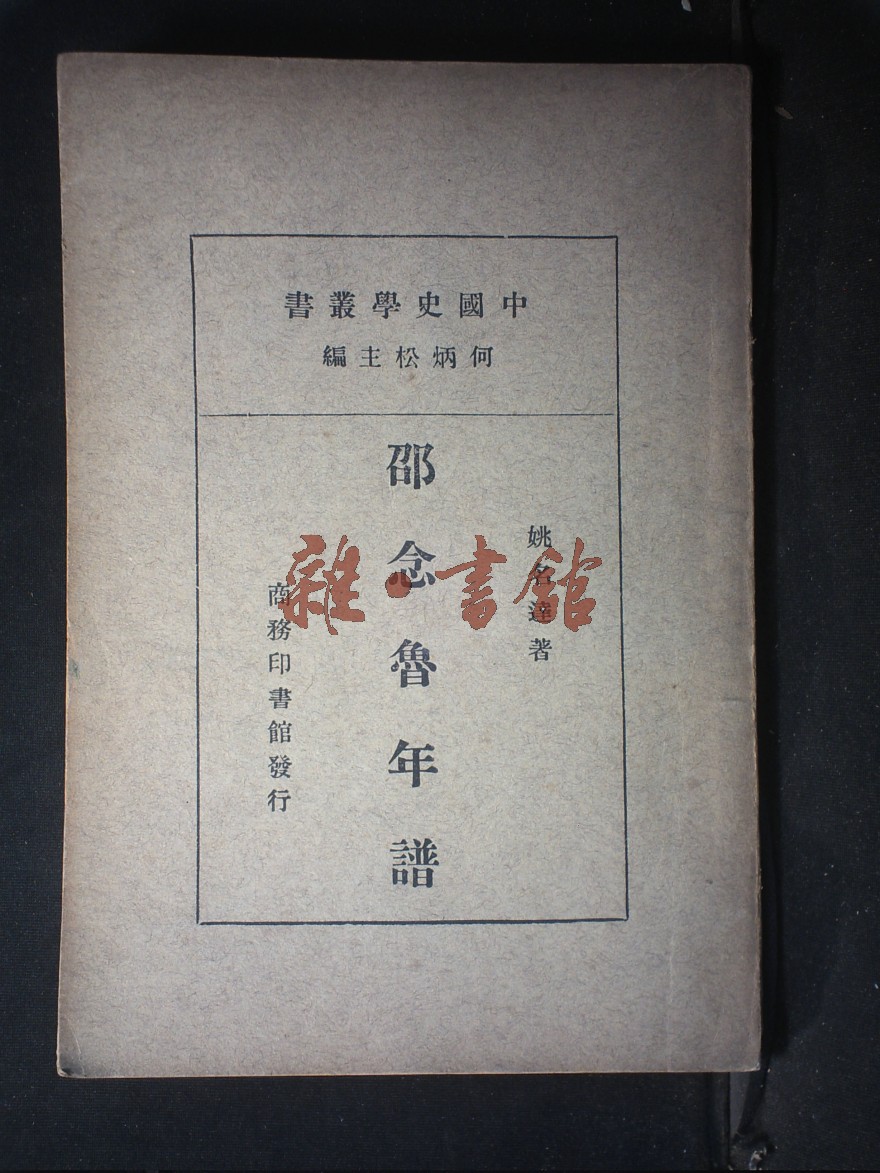 中國史學叢書
何炳松主編
姚名達著
邵念魯年譜
商務印書館發行
雜·書館